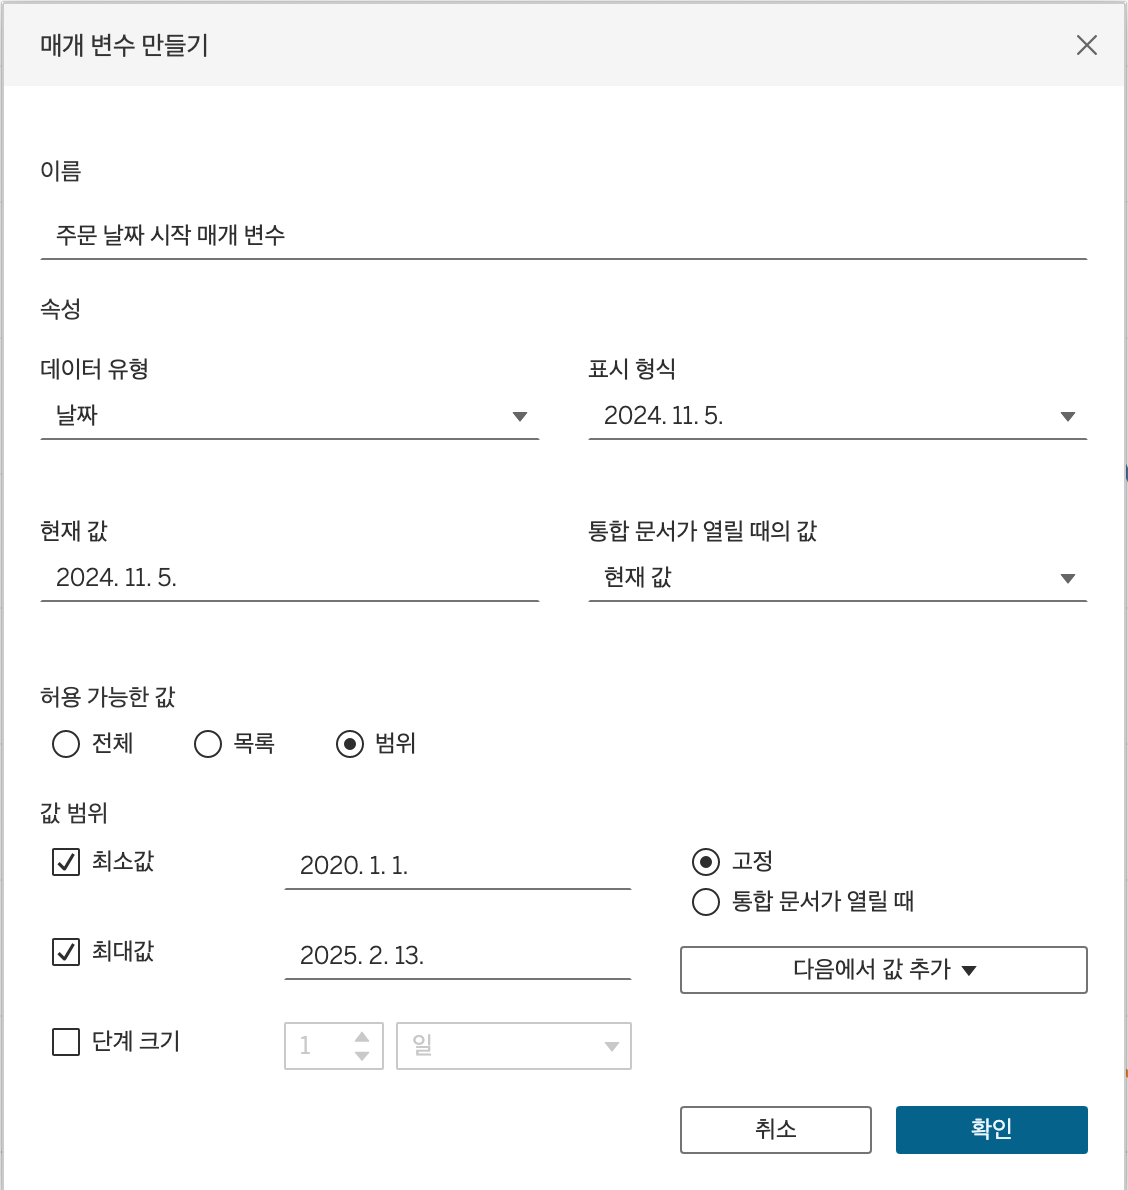 매개 변수 만들기
이름
주문 날짜 시작 매개 변수
속성
데이터 유형
표시 형식
날짜
2024. 11. 5.
현재 값
통합 문서가 열릴 때의 값
2024. 11. 5.
현재 값
허용 가능한 값
전체
목록
범위
값 범위
최소값
2020. 1. 1.
고정
통합 문서가 열릴 때
최대값
2025. 2. 13.
다음에서 값 추가
단계 크기
1
일
취소
확인